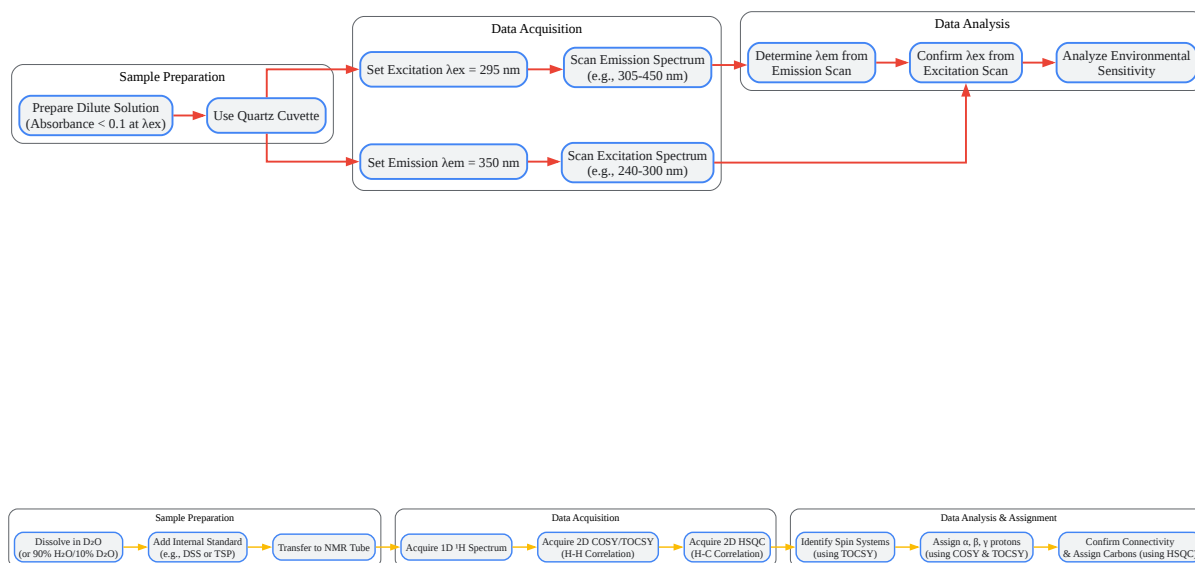 Sample Preparation
Prepare Dilute Solution
(Absorbance < 0.1 at λex)
Use Quartz Cuvette
Data Acquisition
Set Excitation λex = 295 nm
Scan Emission Spectrum
(e.g., 305-450 nm)
Set Emission λem = 350 nm
Scan Excitation Spectrum
(e.g., 240-300 nm)
Data Analysis
Determine λem from
Emission Scan
Confirm λex from
Excitation Scan
Analyze Environmental
Sensitivity
Sample Preparation
Dissolve in D₂O
(or 90% H₂O/10% D₂O)
Add Internal Standard
(e.g., DSS or TSP)
Transfer to NMR Tube
Data Acquisition
Acquire 1D ¹H Spectrum
Acquire 2D COSY/TOCSY
(H-H Correlation)
Acquire 2D HSQC
(H-C Correlation)
Data Analysis & Assignment
Identify Spin Systems
(using TOCSY)
Assign α, β, γ protons
(using COSY & TOCSY)
Confirm Connectivity
& Assign Carbons (using HSQC)